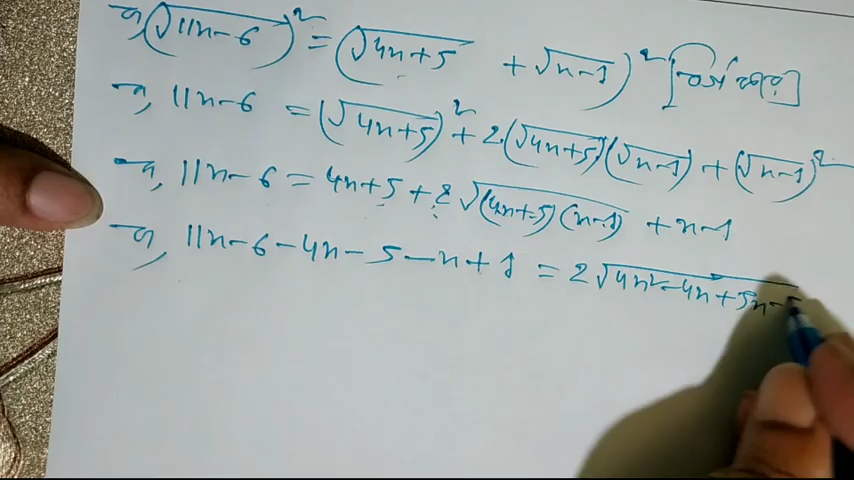 বা, (√11x-6)² = (√4x+5 + √x-1)² [বর্গ করে]
বা, 11x-6 = (√4x+5)² + 2.(√4x+5)(√x-1) + (√x-1)²
বা, 11x-6 = 4x+5 + 2√(4x+5)(x-1) + x-1
বা, 11x-6-4x-5-x+1 = 2√4x²-4x+5x-